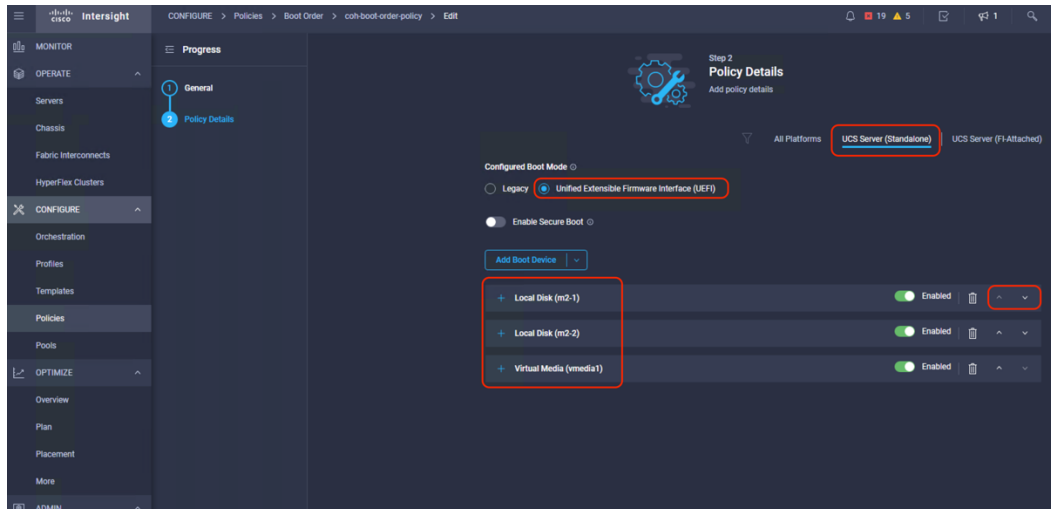 cisco Intersight
CONFIGURE > Policies > Boot Order > coh-boot-order-policy > Edit
19 5
1
MONITOR
OPERATE
Servers
Chassis
Fabric Interconnects
HyperFlex Clusters
CONFIGURE
Orchestration
Profiles
Templates
Policies
Pools
OPTIMIZE
Overview
Plan
Placement
More
ADMIN
Progress
1 General
2 Policy Details
Step 2
Policy Details
Add policy details
All Platforms UCS Server (Standalone) UCS Server (FI-Attached)
Configured Boot Mode
Legacy Unified Extensible Firmware Interface (UEFI)
Enable Secure Boot
Add Boot Device
+ Local Disk (m2-1) Enabled
+ Local Disk (m2-2) Enabled
+ Virtual Media (vmedia1) Enabled